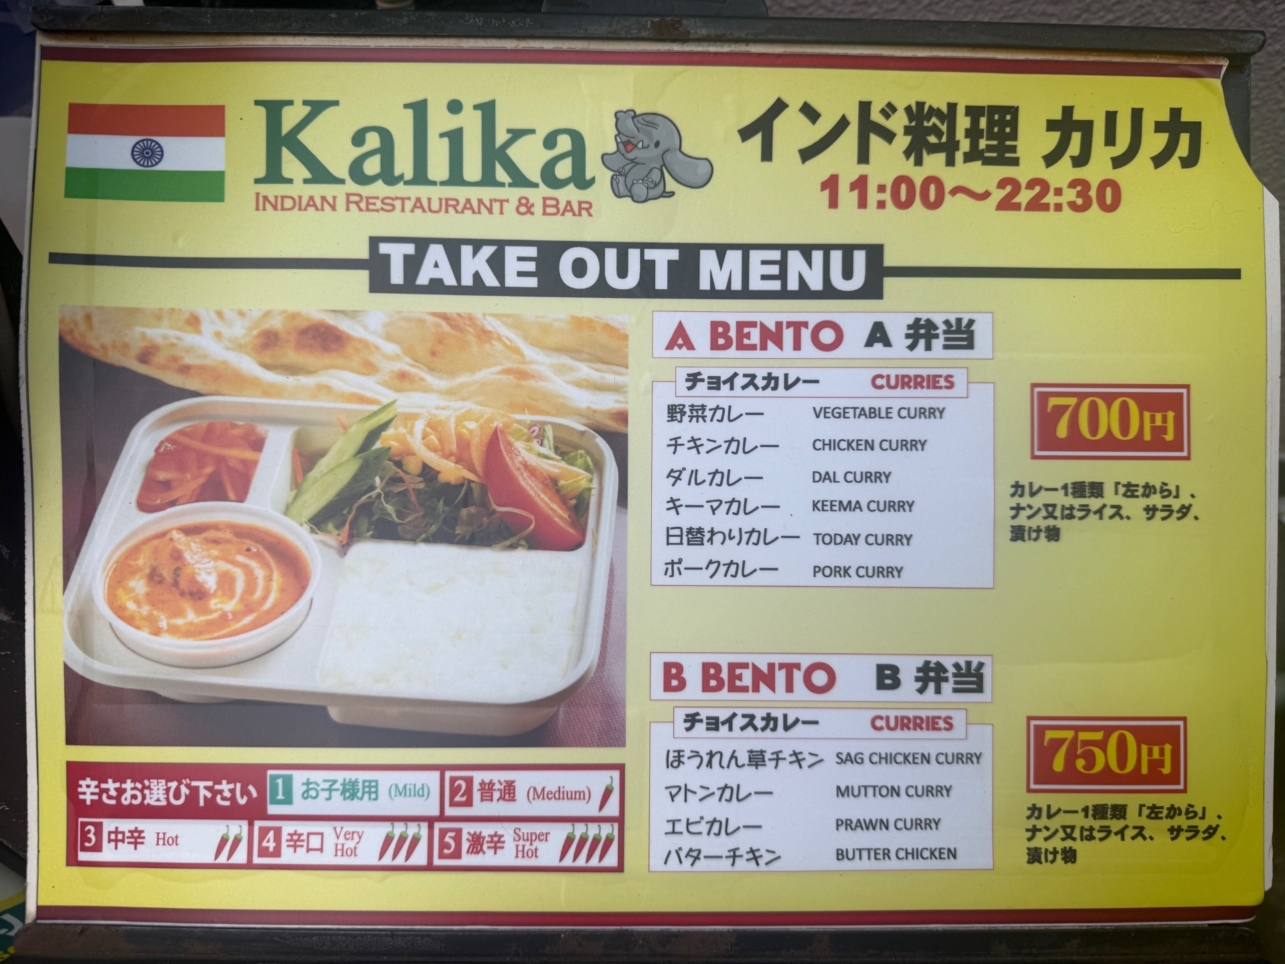 Kalika
INDIAN RESTAURANT & BAR
インド料理 カリカ
11:00〜22:30
TAKE OUT MENU
A BENTO A 弁当
チョイスカレー CURRIES
野菜カレー VEGETABLE CURRY
チキンカレー CHICKEN CURRY
ダルカレー DAL CURRY
キーマカレー KEEMA CURRY
日替わりカレー TODAY CURRY
ポークカレー PORK CURRY
700円
カレー1種類「左から」、
ナン又はライス、サラダ、
漬け物
B BENTO B 弁当
チョイスカレー CURRIES
ほうれん草チキン SAG CHICKEN CURRY
マトンカレー MUTTON CURRY
エビカレー PRAWN CURRY
バターチキン BUTTER CHICKEN
750円
カレー1種類「左から」、
ナン又はライス、サラダ、
漬け物
辛さお選び下さい 1 お子様用 (Mild) 2 普通 (Medium)
3 中辛 Hot 4 辛口 Very Hot 5 激辛 Super Hot